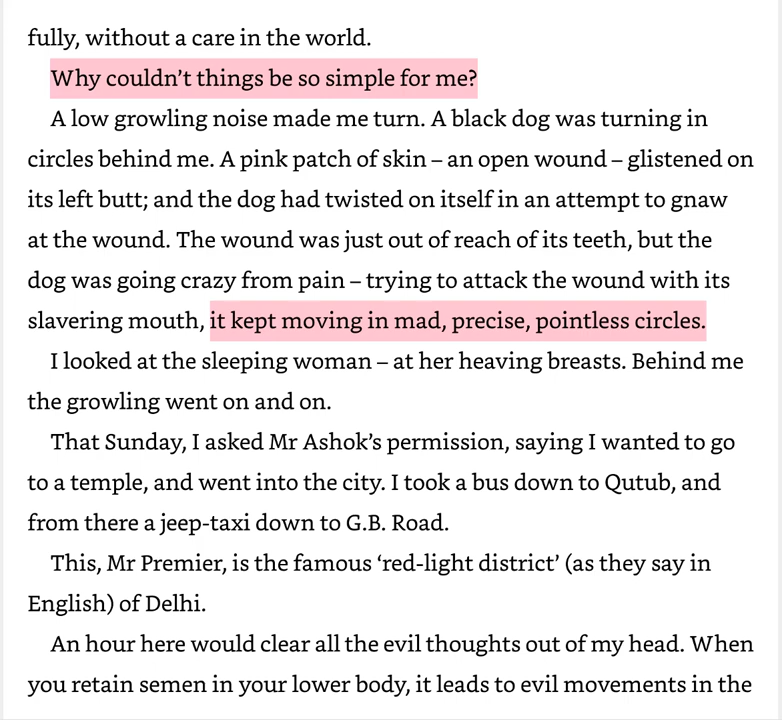 fully, without a care in the world.
Why couldn’t things be so simple for me?
A low growling noise made me turn. A black dog was turning in
circles behind me. A pink patch of skin – an open wound – glistened on
its left butt; and the dog had twisted on itself in an attempt to gnaw
at the wound. The wound was just out of reach of its teeth, but the
dog was going crazy from pain – trying to attack the wound with its
slavering mouth, it kept moving in mad, precise, pointless circles.
I looked at the sleeping woman – at her heaving breasts. Behind me
the growling went on and on.
That Sunday, I asked Mr Ashok’s permission, saying I wanted to go
to a temple, and went into the city. I took a bus down to Qutub, and
from there a jeep-taxi down to G.B. Road.
This, Mr Premier, is the famous ‘red-light district’ (as they say in
English) of Delhi.
An hour here would clear all the evil thoughts out of my head. When
you retain semen in your lower body, it leads to evil movements in the